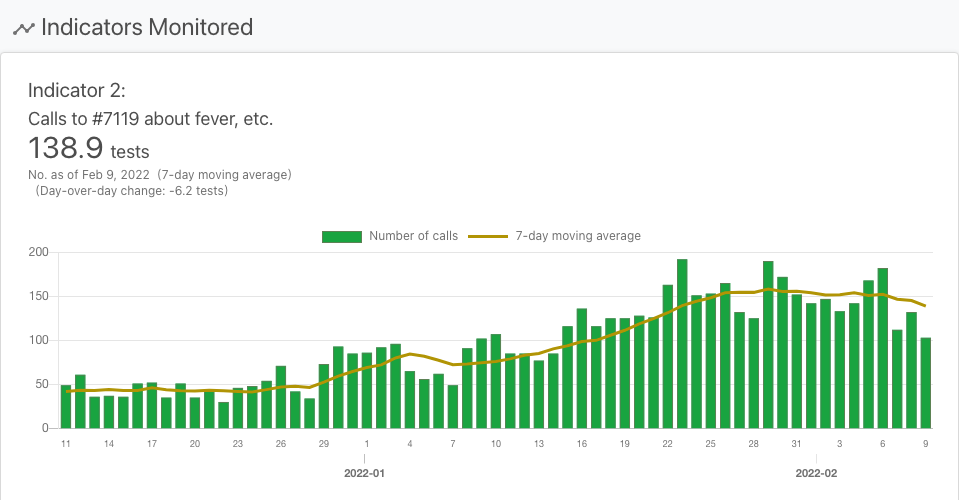 Indicators Monitored
Indicator 2:
Calls to #7119 about fever, etc.
138.9 tests
No. as of Feb 9, 2022 (7-day moving average)
(Day-over-day change: -6.2 tests)
Number of calls 7-day moving average
200
150
100
50
0
11 14 17 20 23 26 29 1 4 7 10 13 16 19 22 25 28 31 3 6 9
2022-01 2022-02